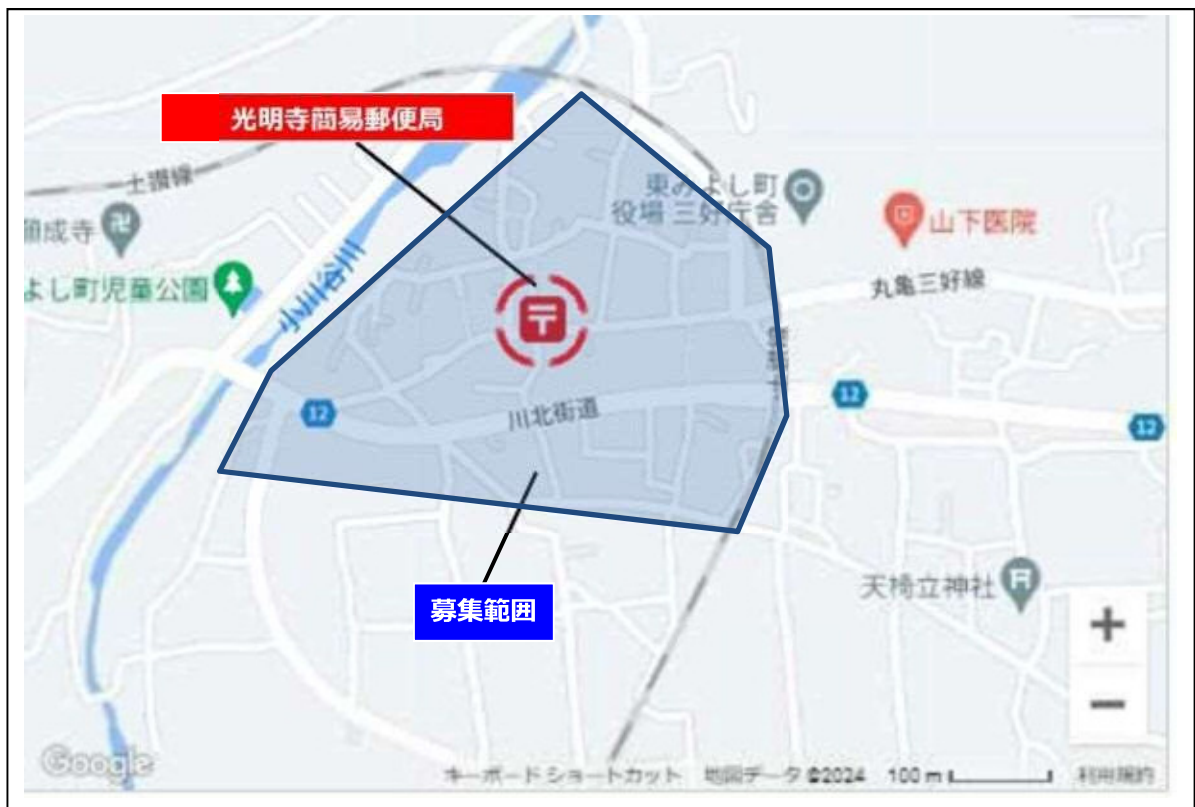 光明寺簡易郵便局
土讃線
願成寺
よし町児童公園
小川谷川
東みよし町
役場 三好庁舎
山下医院
丸亀三好線
12
川北街道
12
12
募集範囲
天椅立神社
Google
キーボード ショートカット 地図データ ©2024 100 m 利用規約